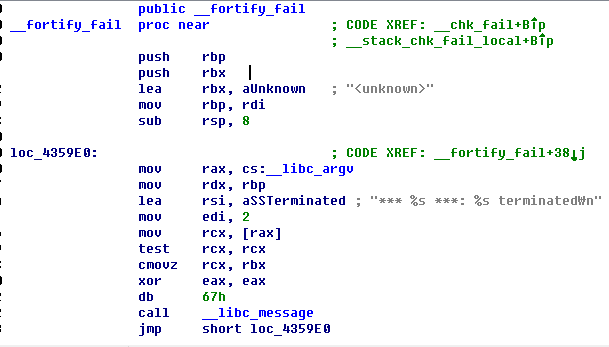 public __fortify_fail
__fortify_fail proc near ; CODE XREF: __chk_fail+B↑p
; __stack_chk_fail_local+B↑p
push rbp
push rbx
lea rbx, aUnknown ; "<unknown>"
mov rbp, rdi
sub rsp, 8
loc_4359E0: ; CODE XREF: __fortify_fail+38↓j
mov rax, cs:__libc_argv
mov rdx, rbp
lea rsi, aSSTerminated ; "*** %s ***: %s terminated₩n"
mov edi, 2
mov rcx, [rax]
test rcx, rcx
cmovz rcx, rbx
xor eax, eax
db 67h
call __libc_message
jmp short loc_4359E0